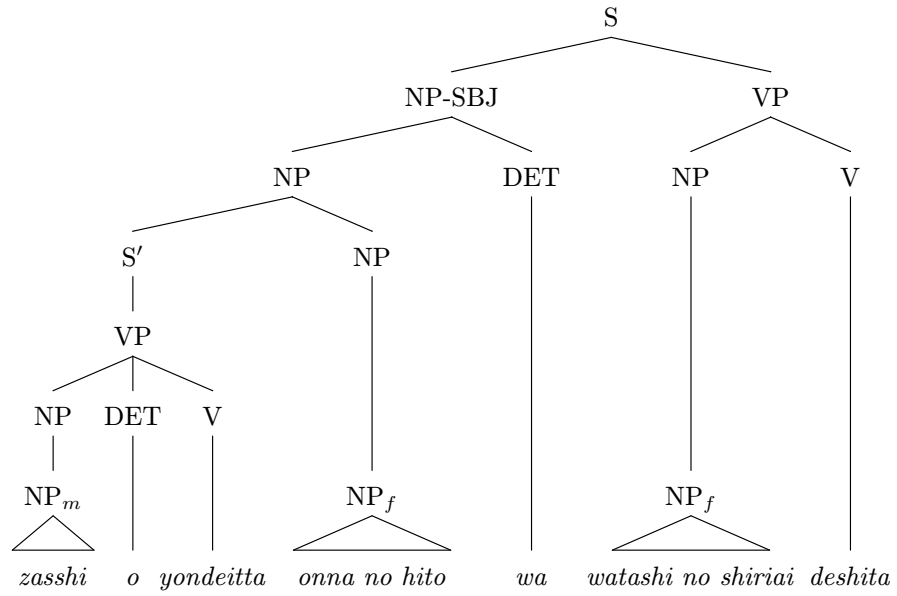 S
NP-SBJ VP
NP DET NP V
S′ NP
VP
NP DET V
NPm NPf NPf
zasshi o yondeitta onna no hito wa watashi no shiriai deshita